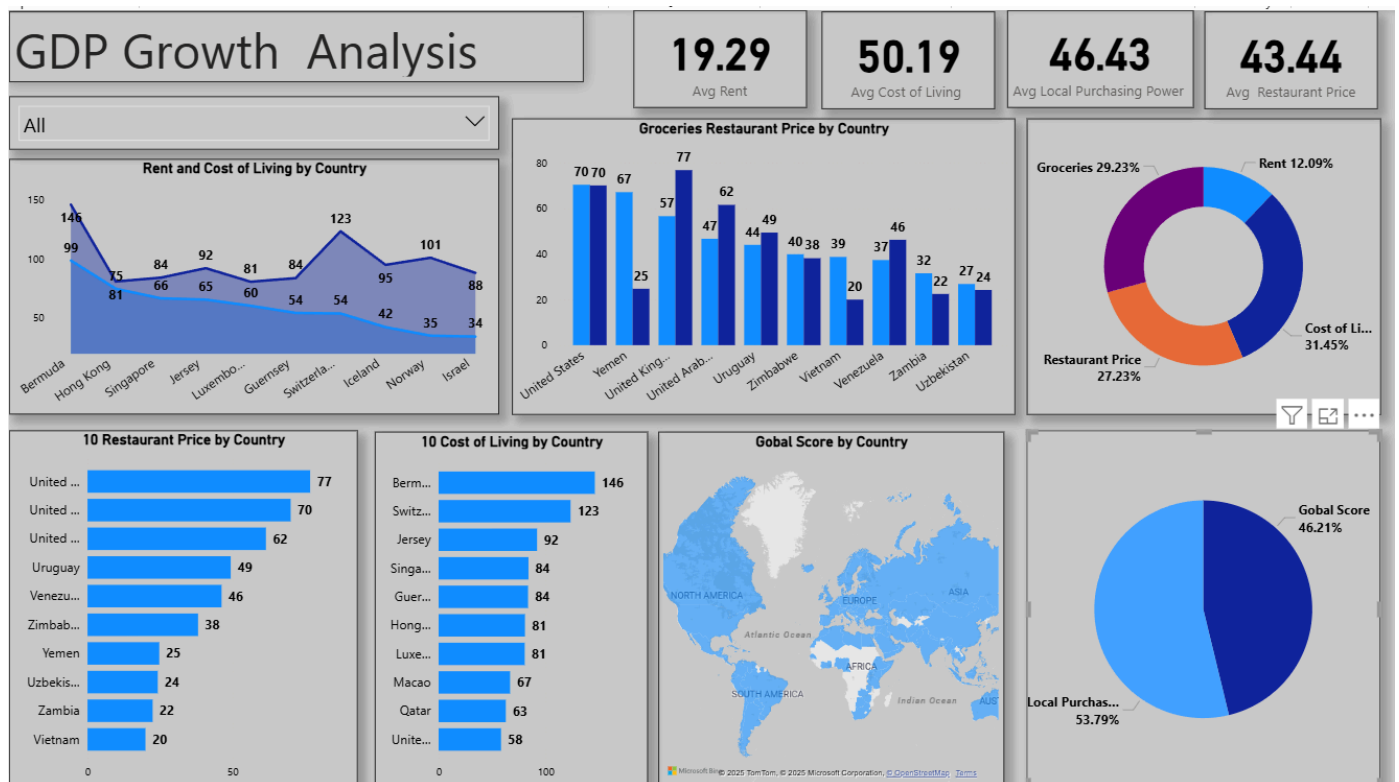 GDP Growth Analysis
19.29
Avg Rent
50.19
Avg Cost of Living
46.43
Avg Local Purchasing Power
43.44
Avg Restaurant Price
All
Rent and Cost of Living by Country
150
100
50
146
99
75
81
84
66
92
65
81
60
84
54
123
54
95
42
101
35
88
34
Bermuda
Hong Kong
Singapore
Jersey
Luxembo...
Guernsey
Switzerla...
Iceland
Norway
Israel
Groceries Restaurant Price by Country
80
60
40
20
0
70 70
67
25
57
77
47
62
44
49
40
38
39
20
37
46
32
22
27
24
United States
Yemen
United King...
United Arab...
Uruguay
Zimbabwe
Vietnam
Venezuela
Zambia
Uzbekistan
Groceries 29.23%
Rent 12.09%
Cost of Li...
31.45%
Restaurant Price
27.23%
10 Restaurant Price by Country
United ... 77
United ... 70
United ... 62
Uruguay 49
Venezu... 46
Zimbab... 38
Yemen 25
Uzbekis... 24
Zambia 22
Vietnam 20
0 50
10 Cost of Living by Country
Berm... 146
Switz... 123
Jersey 92
Singa... 84
Guer... 84
Hong... 81
Luxe... 81
Macao 67
Qatar 63
Unite... 58
0 100
Gobal Score by Country
NORTH AMERICA
EUROPE
ASIA
Atlantic Ocean
AFRICA
SOUTH AMERICA
Indian Ocean
AUS
Microsoft Bing
© 2025 TomTom, © 2025 Microsoft Corporation, © OpenStreetMap Terms
Gobal Score
46.21%
Local Purchas...
53.79%